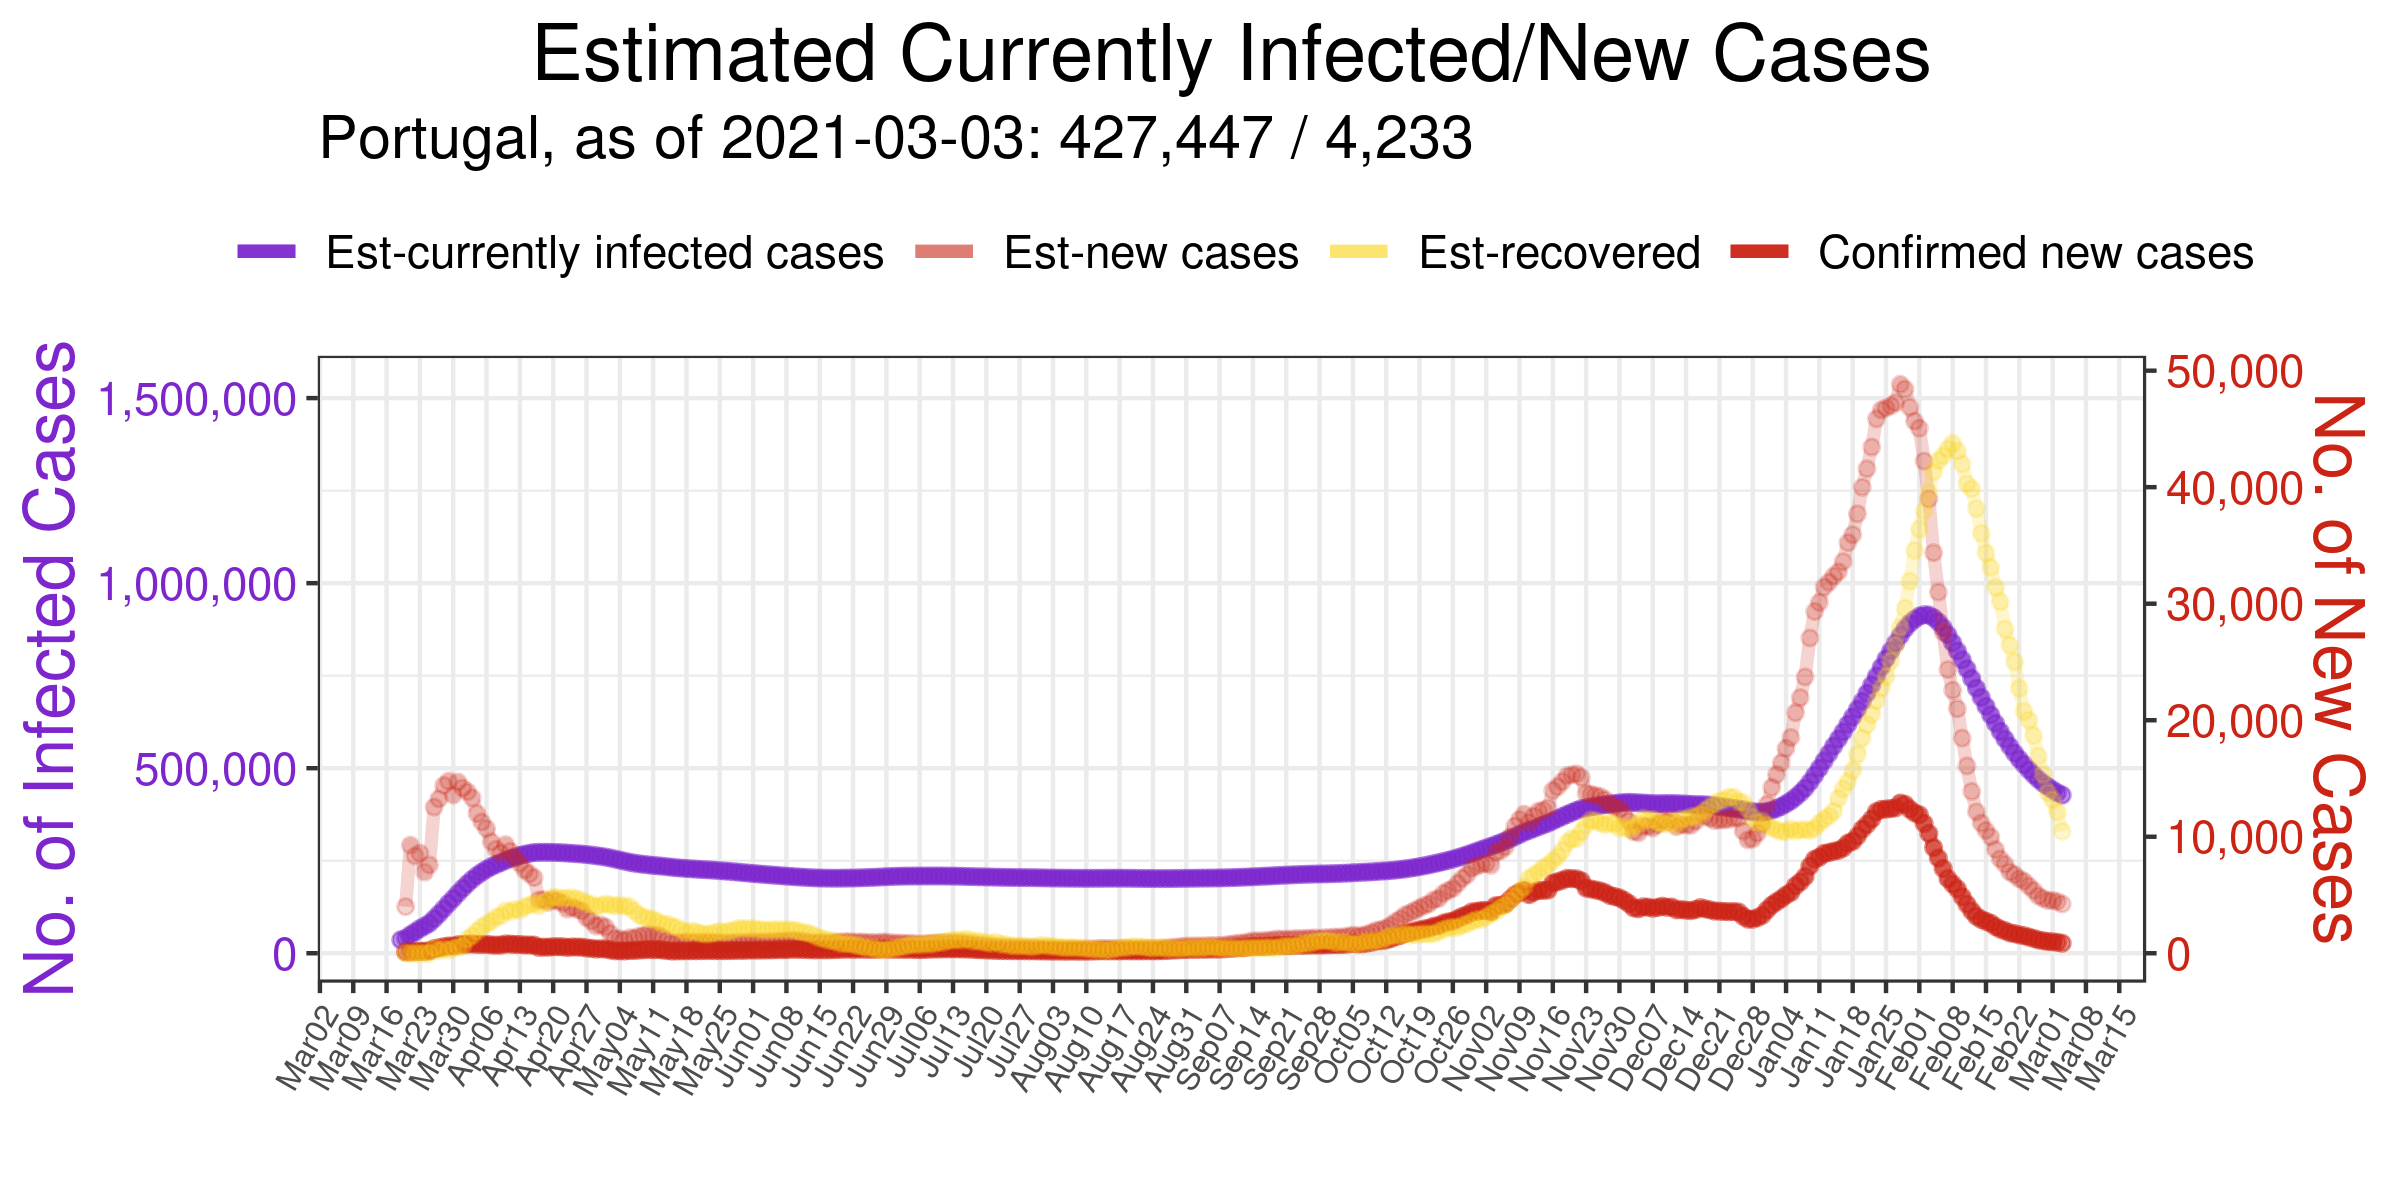 Estimated Currently Infected/New Cases
Portugal, as of 2021-03-03: 427,447 / 4,233
Est-currently infected cases Est-new cases Est-recovered Confirmed new cases
No. of Infected Cases
1,500,000
1,000,000
500,000
0
50,000
40,000
30,000
20,000
10,000
0
No. of New Cases
Mar02 Mar09 Mar16 Mar23 Mar30 Apr06 Apr13 Apr20 Apr27 May04 May11 May18 May25 Jun01 Jun08 Jun15 Jun22 Jun29 Jul06 Jul13 Jul20 Jul27 Aug03 Aug10 Aug17 Aug24 Aug31 Sep07 Sep14 Sep21 Sep28 Oct05 Oct12 Oct19 Oct26 Nov02 Nov09 Nov16 Nov23 Nov30 Dec07 Dec14 Dec21 Dec28 Jan04 Jan11 Jan18 Jan25 Feb01 Feb08 Feb15 Feb22 Mar01 Mar08 Mar15